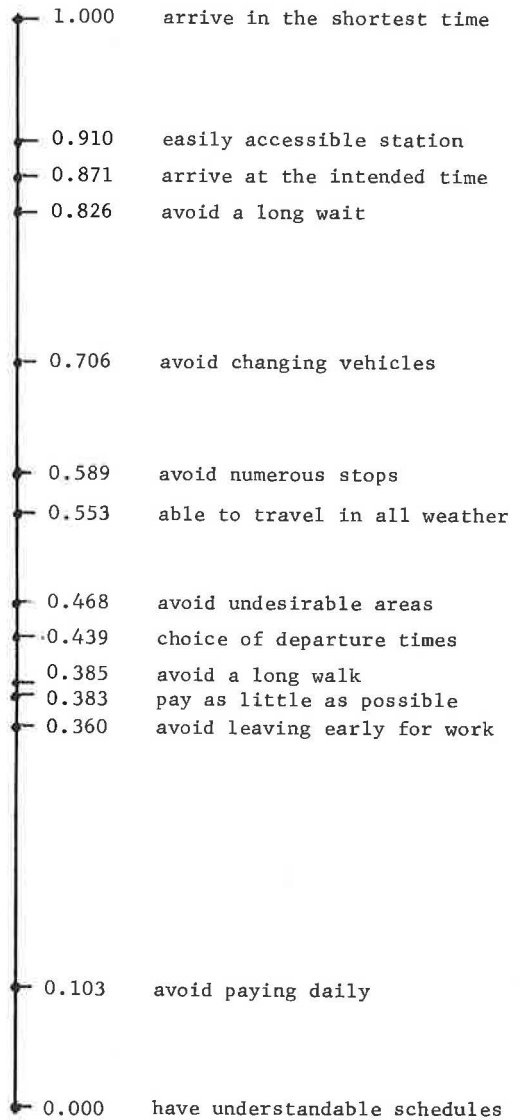 1.000 arrive in the shortest time
0.910 easily accessible station
0.871 arrive at the intended time
0.826 avoid a long wait
0.706 avoid changing vehicles
0.589 avoid numerous stops
0.553 able to travel in all weather
0.468 avoid undesirable areas
0.439 choice of departure times
0.385 avoid a long walk
0.383 pay as little as possible
0.360 avoid leaving early for work
0.103 avoid paying daily
0.000 have understandable schedules